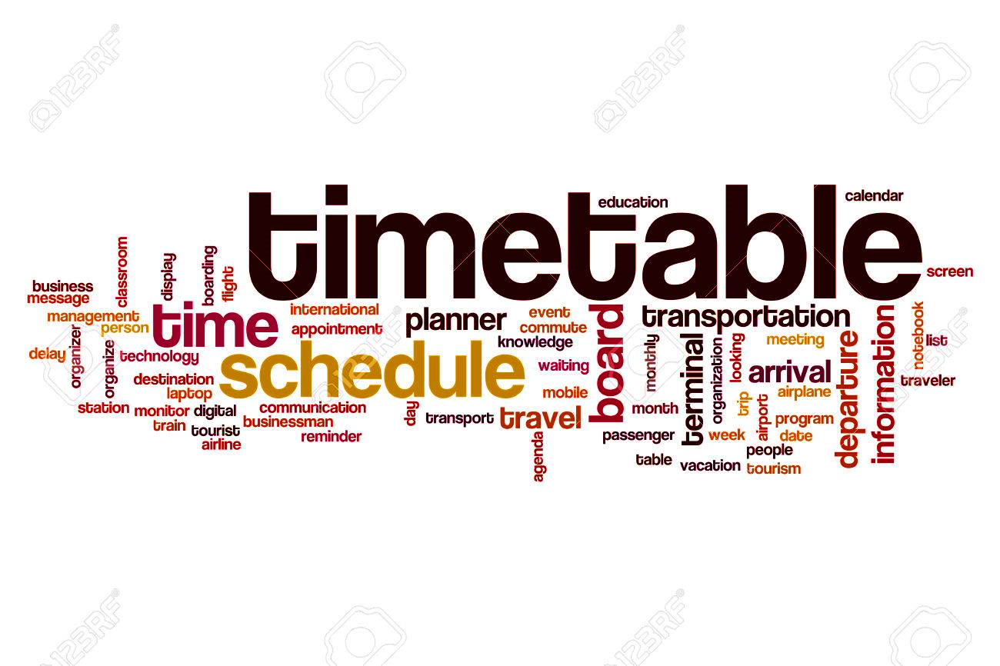 timetable
education
calendar
classroom
display
boarding
flight
screen
business
message
management
person
time
international
appointment
planner
event
commute
transportation
board
knowledge
information
notebook
list
delay
organizer
organize
technology
schedule
waiting
monthly
terminal
organization
looking
meeting
arrival
departure
traveler
destination
laptop
mobile
trip
airplane
station
monitor
digital
communication
day
transport
travel
month
airport
program
train
tourist
businessman
airline
reminder
agenda
passenger
week
date
people
table
vacation
tourism
123RF
123RF
123RF
123RF
123RF
123RF
123RF